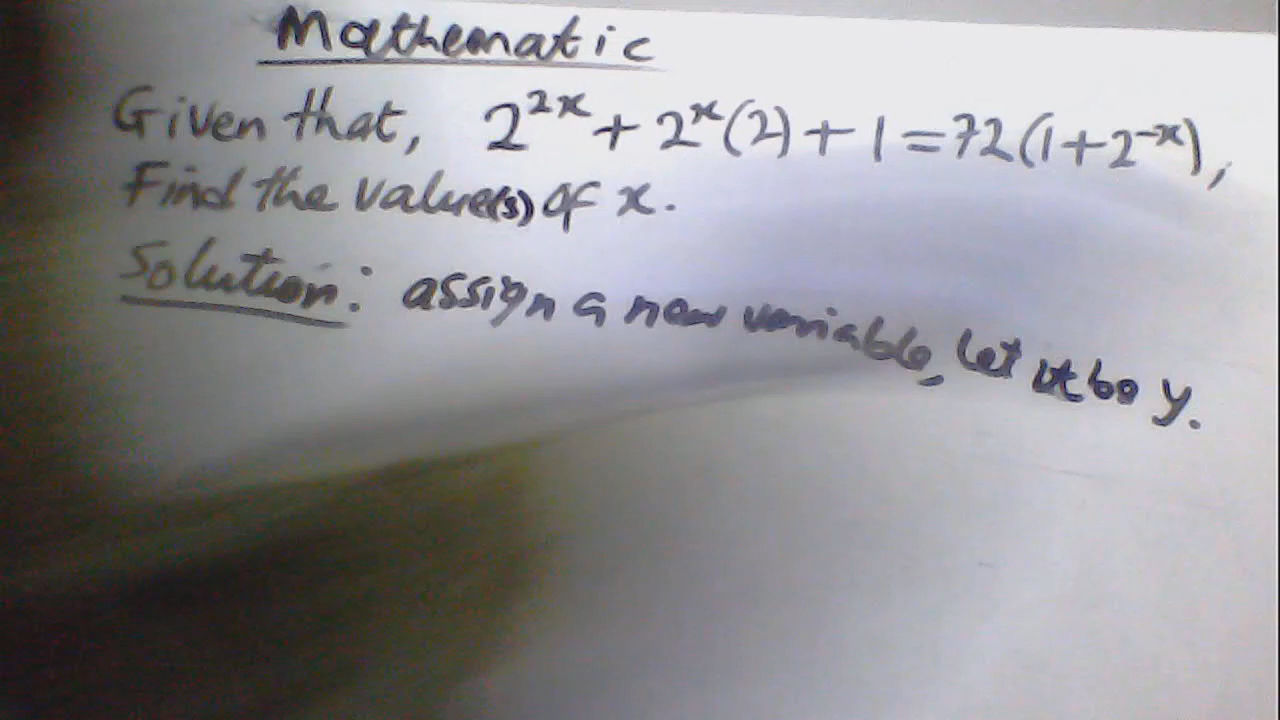 Mathematic
Given that, 2^{2x} + 2^x(2) + 1 = 72(1 + 2^{-x}),
Find the value(s) of x.
Solution: assign a new variable, let it be y.